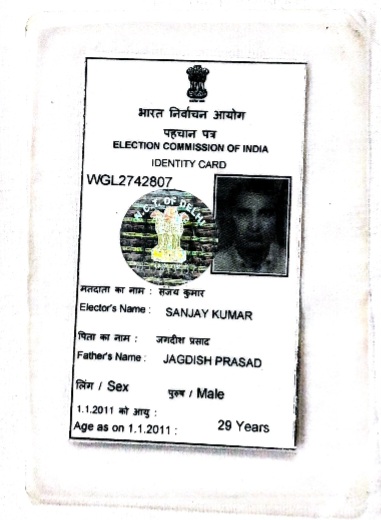 भारत निर्वाचन आयोग
पहचान पत्र
ELECTION COMMISSION OF INDIA
IDENTITY CARD
WGL2742807
N.C.T. OF DELHI
मतदाता का नाम : संजय कुमार
Elector's Name : SANJAY KUMAR
पिता का नाम : जगदीश प्रसाद
Father's Name : JAGDISH PRASAD
लिंग / Sex पुरुष / Male
1.1.2011 को आयु :
Age as on 1.1.2011 : 29 Years